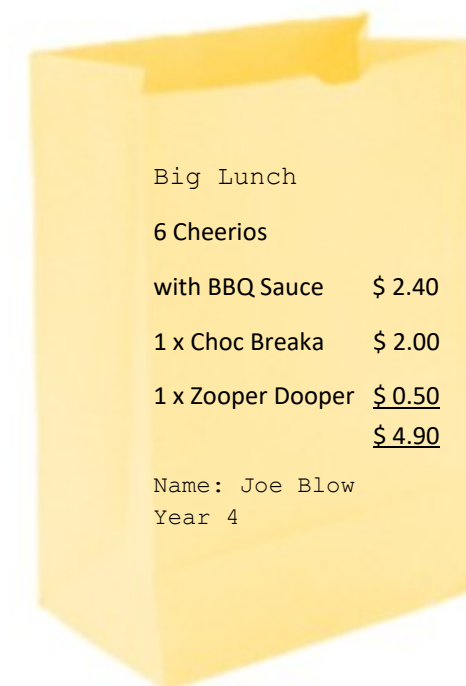 Big Lunch
6 Cheerios
with BBQ Sauce $ 2.40
1 x Choc Breaka $ 2.00
1 x Zooper Dooper $ 0.50
$ 4.90
Name: Joe Blow
Year 4